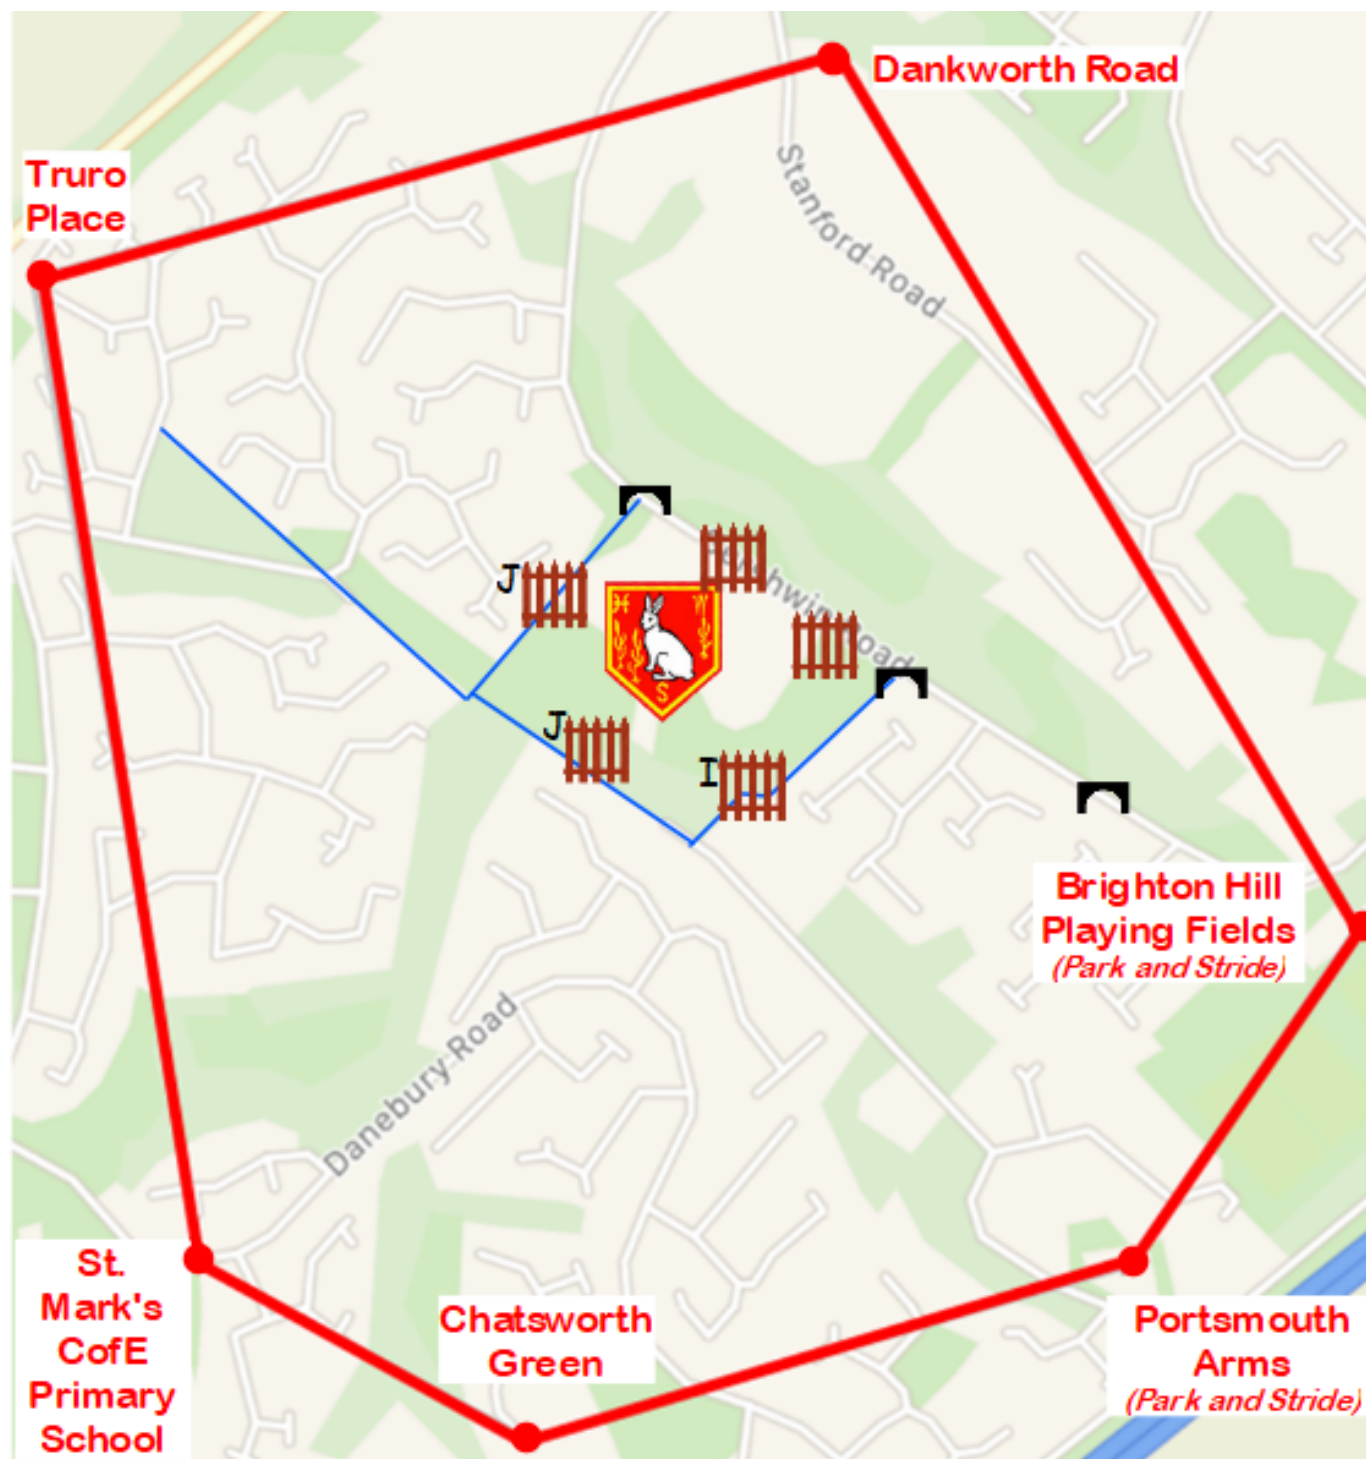 Dankworth Road
Truro
Place
Stanford Road
J
H W
S
Road
J
I
Brighton Hill
Playing Fields
(Park and Stride)
Danebury Road
St.
Mark's
CofE
Primary
School
Chatsworth
Green
Portsmouth
Arms
(Park and Stride)